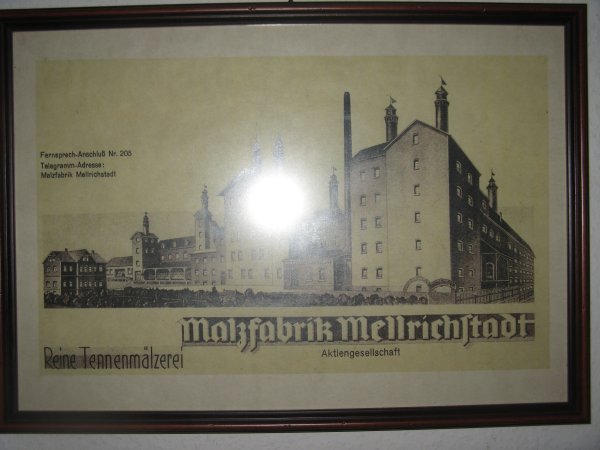 Fernsprech-Anschluß Nr. 205
Telegramm-Adresse:
Malzfabrik Mellrichstadt
Malzfabrik Mellrichstadt
Aktiengesellschaft
Reine Tennenmälzerei